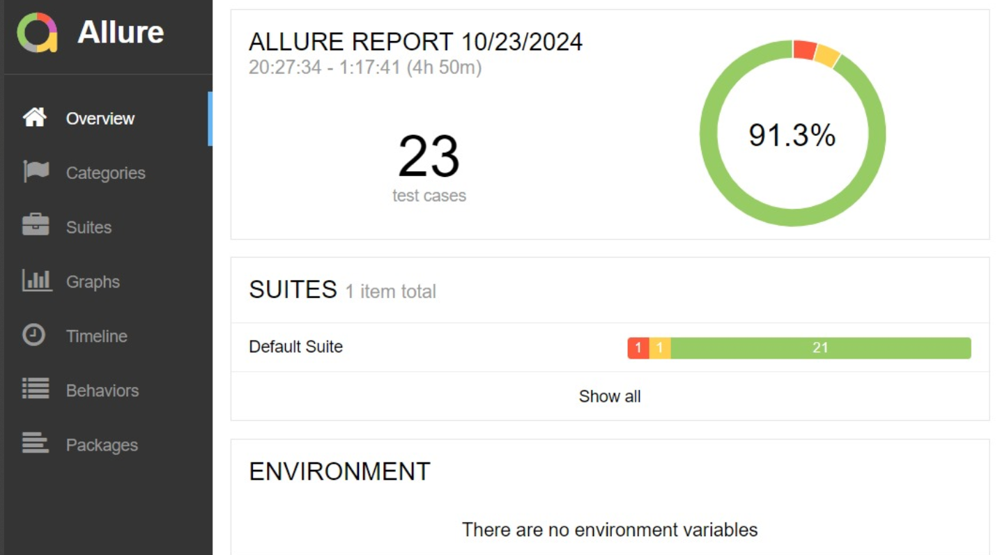 Allure
Overview
Categories
Suites
Graphs
Timeline
Behaviors
Packages
ALLURE REPORT 10/23/2024
20:27:34 - 1:17:41 (4h 50m)
23
test cases
91.3%
SUITES 1 item total
Default Suite 1 1 21
Show all
ENVIRONMENT
There are no environment variables